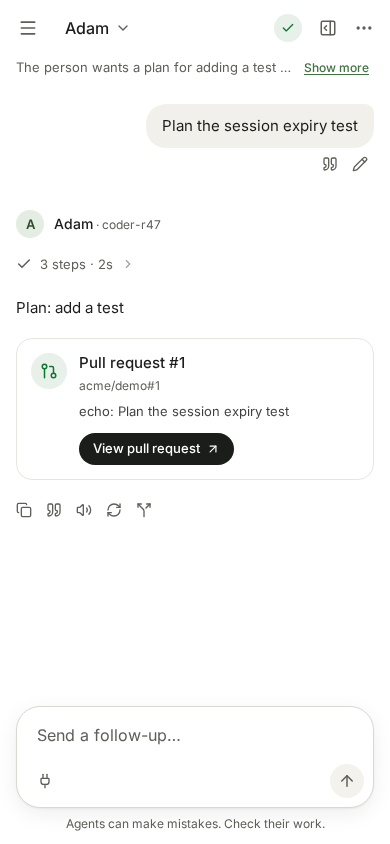 Adam
The person wants a plan for adding a test ... Show more
Plan the session expiry test
A Adam · coder-r47
3 steps · 2s
Plan: add a test
Pull request #1
acme/demo#1
echo: Plan the session expiry test
View pull request
Send a follow-up...
Agents can make mistakes. Check their work.